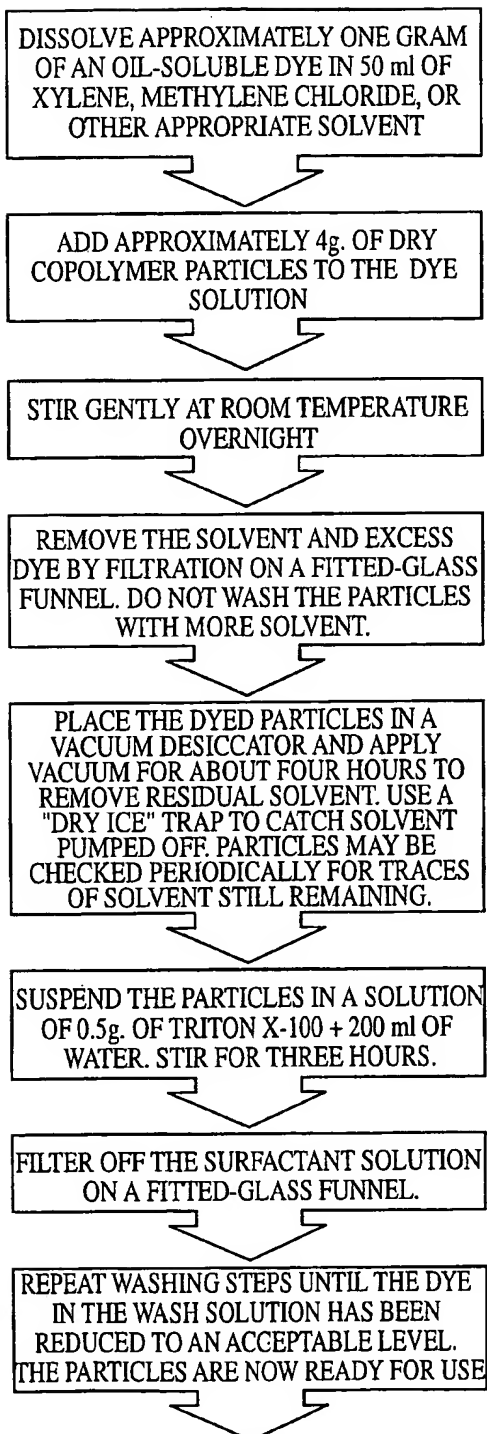 DISSOLVE APPROXIMATELY ONE GRAM
OF AN OIL-SOLUBLE DYE IN 50 ml OF
XYLENE, METHYLENE CHLORIDE, OR
OTHER APPROPRIATE SOLVENT
ADD APPROXIMATELY 4g. OF DRY
COPOLYMER PARTICLES TO THE DYE
SOLUTION
STIR GENTLY AT ROOM TEMPERATURE
OVERNIGHT
REMOVE THE SOLVENT AND EXCESS
DYE BY FILTRATION ON A FITTED-GLASS
FUNNEL. DO NOT WASH THE PARTICLES
WITH MORE SOLVENT.
PLACE THE DYED PARTICLES IN A
VACUUM DESICCATOR AND APPLY
VACUUM FOR ABOUT FOUR HOURS TO
REMOVE RESIDUAL SOLVENT. USE A
"DRY ICE" TRAP TO CATCH SOLVENT
PUMPED OFF. PARTICLES MAY BE
CHECKED PERIODICALLY FOR TRACES
OF SOLVENT STILL REMAINING.
SUSPEND THE PARTICLES IN A SOLUTION
OF 0.5g. OF TRITON X-100 + 200 ml OF
WATER. STIR FOR THREE HOURS.
FILTER OFF THE SURFACTANT SOLUTION
ON A FITTED-GLASS FUNNEL.
REPEAT WASHING STEPS UNTIL THE DYE
IN THE WASH SOLUTION HAS BEEN
REDUCED TO AN ACCEPTABLE LEVEL.
THE PARTICLES ARE NOW READY FOR USE